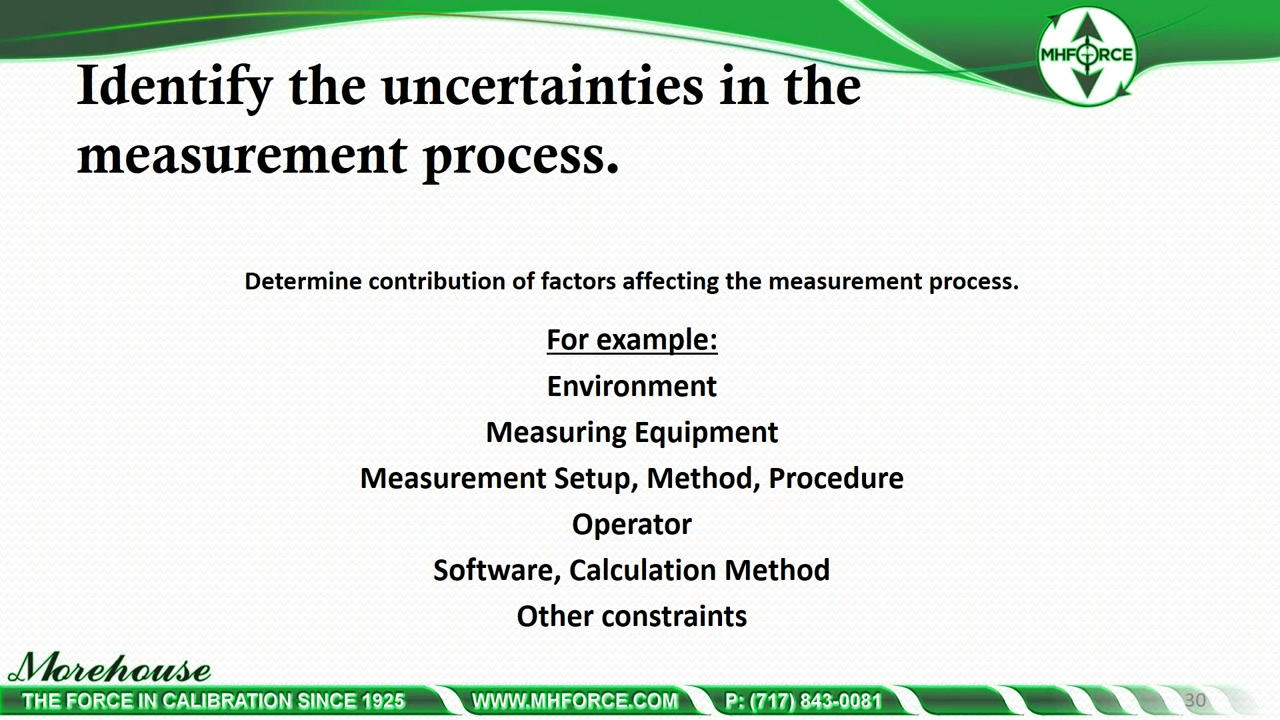 MHFORCE
Identify the uncertainties in the
measurement process.
Determine contribution of factors affecting the measurement process.
For example:
Environment
Measuring Equipment
Measurement Setup, Method, Procedure
Operator
Software, Calculation Method
Other constraints
Morehouse
THE FORCE IN CALIBRATION SINCE 1925 WWW.MHFORCE.COM P: (717) 843-0081 30